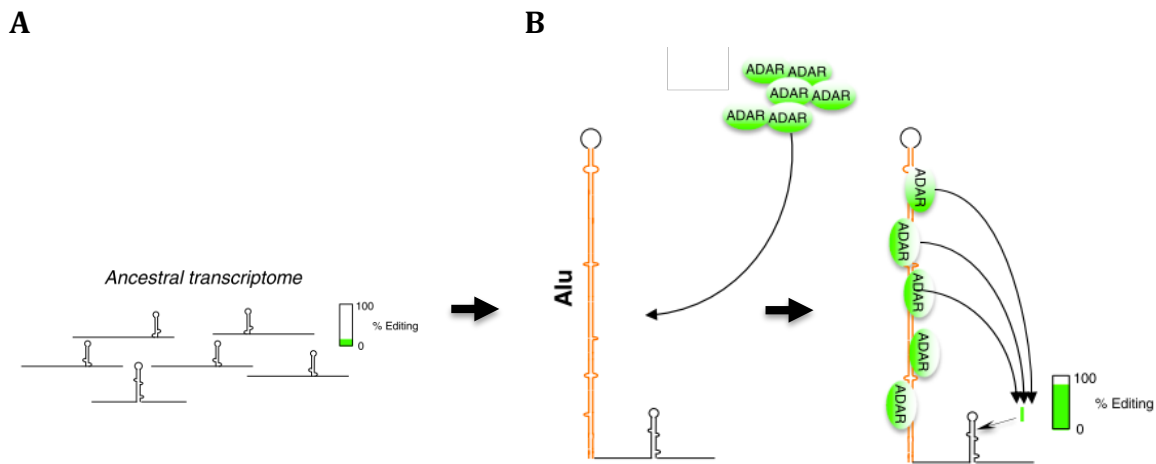 A
B
ADAR ADAR
ADAR ADAR
ADAR ADAR
Ancestral transcriptome
100
% Editing
0
Alu
ADAR
ADAR
ADAR
ADAR
ADAR
100
% Editing
0